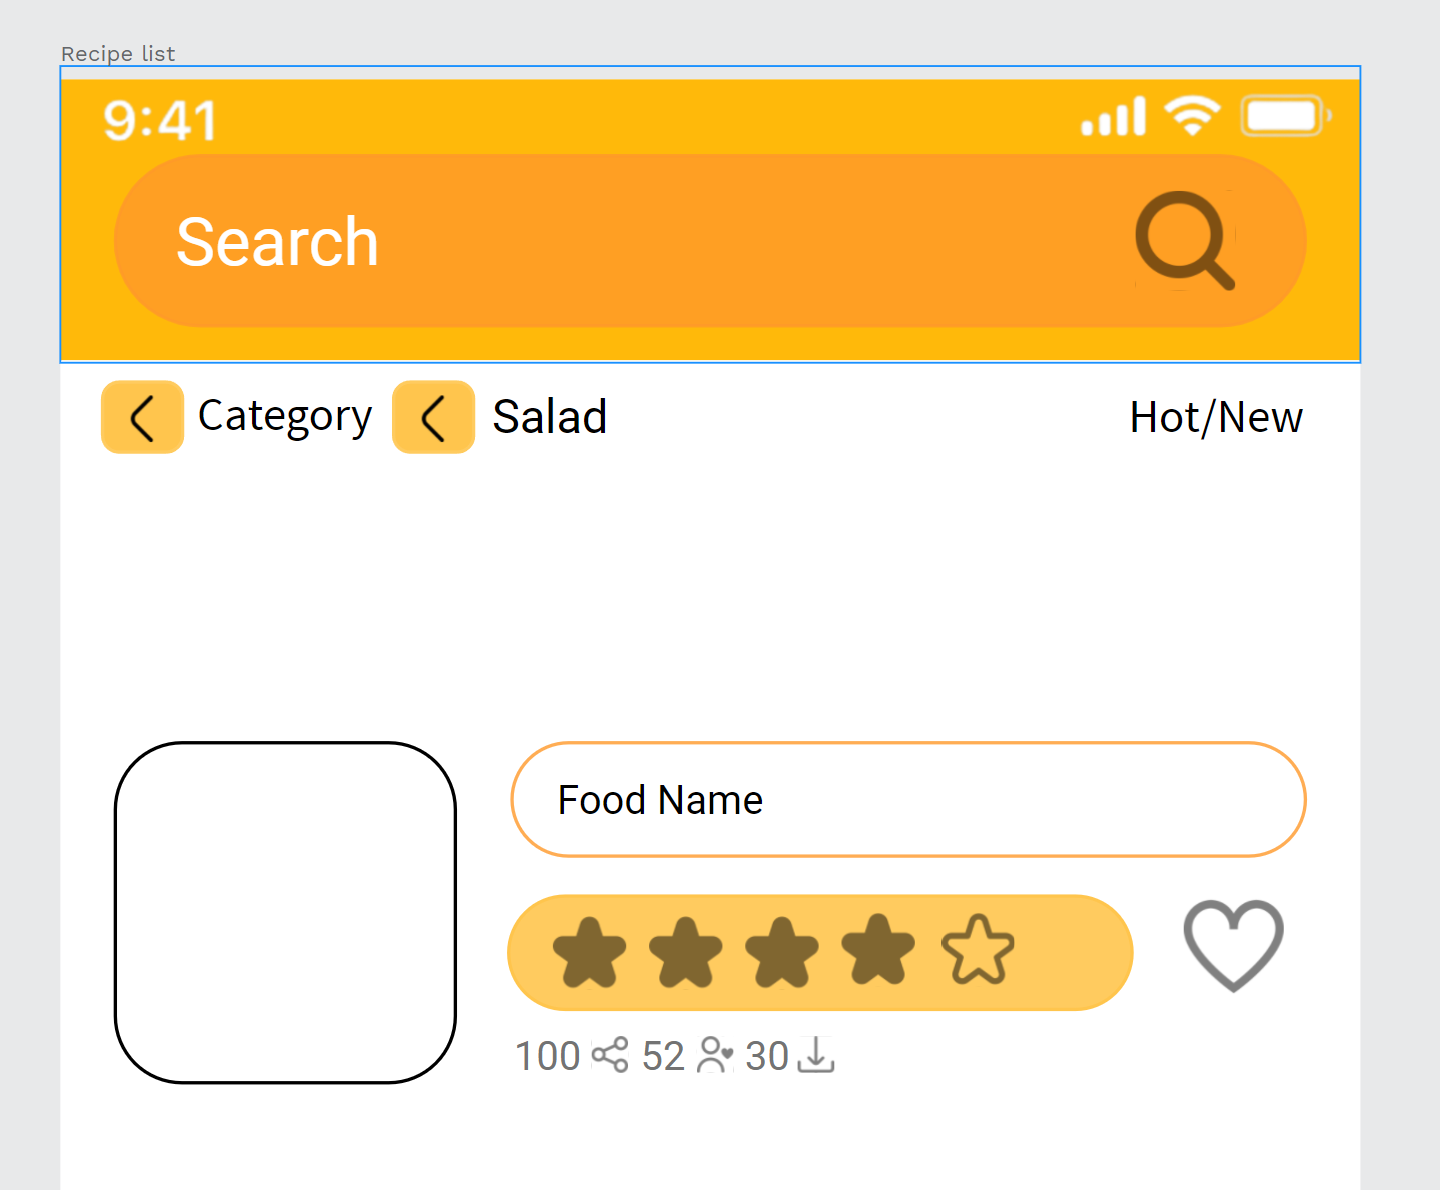 Recipe list
9:41
Search
Category Salad Hot/New
Food Name
100 52 30